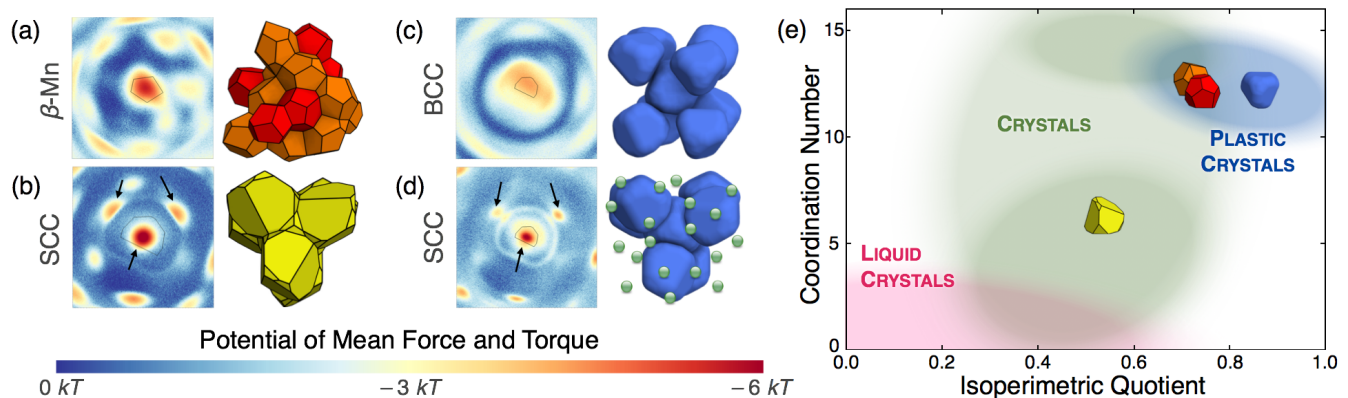 (a)
β-Mn
(b)
SCC
(c)
BCC
(d)
SCC
Potential of Mean Force and Torque
0 kT
−3 kT
−6 kT
(e)
Coordination Number
15
10
5
0
CRYSTALS
PLASTIC
CRYSTALS
LIQUID
CRYSTALS
0.0 0.2 0.4 0.6 0.8 1.0
Isoperimetric Quotient